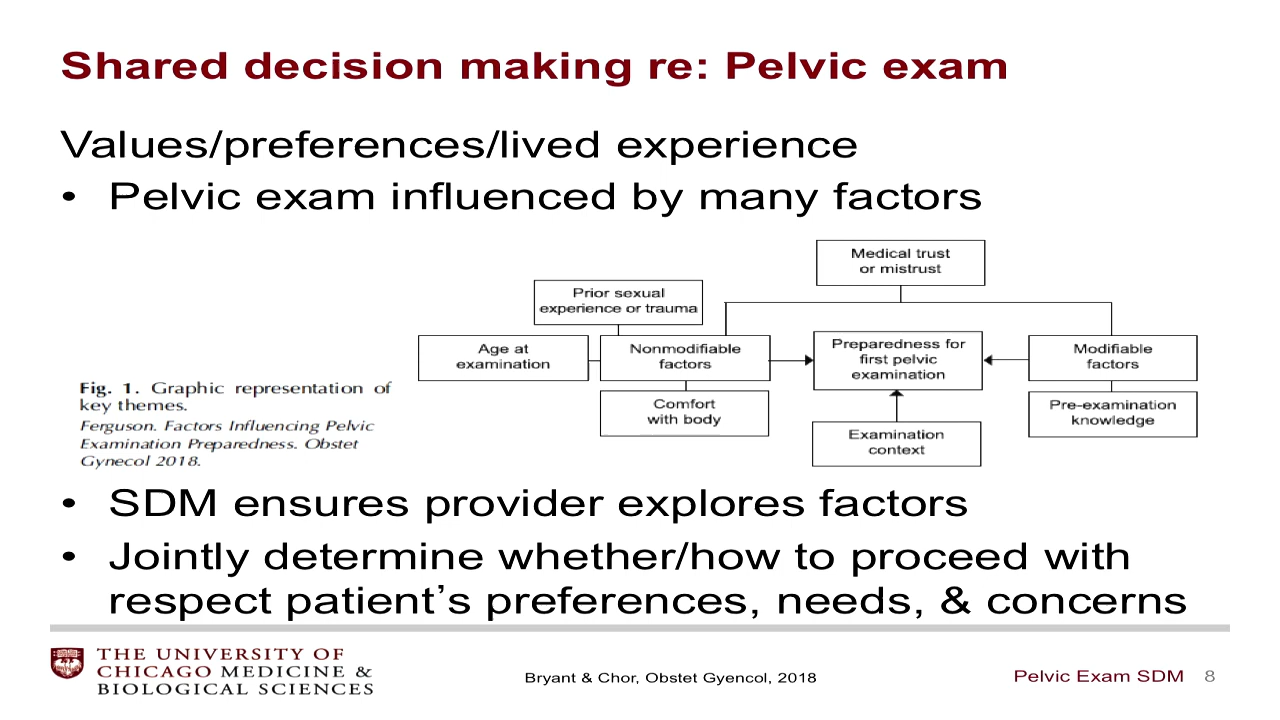 Shared decision making re: Pelvic exam
Values/preferences/lived experience
• Pelvic exam influenced by many factors
Medical trust
or mistrust
Prior sexual
experience or trauma
Age at
examination
Nonmodifiable
factors
Preparedness for
first pelvic
examination
Modifiable
factors
Comfort
with body
Pre-examination
knowledge
Examination
context
Fig. 1. Graphic representation of
key themes.
Ferguson. Factors Influencing Pelvic
Examination Preparedness. Obstet
Gynecol 2018.
• SDM ensures provider explores factors
• Jointly determine whether/how to proceed with
respect patient’s preferences, needs, & concerns
THE UNIVERSITY OF
CHICAGO MEDICINE &
BIOLOGICAL SCIENCES
Bryant & Chor, Obstet Gyencol, 2018
Pelvic Exam SDM 8